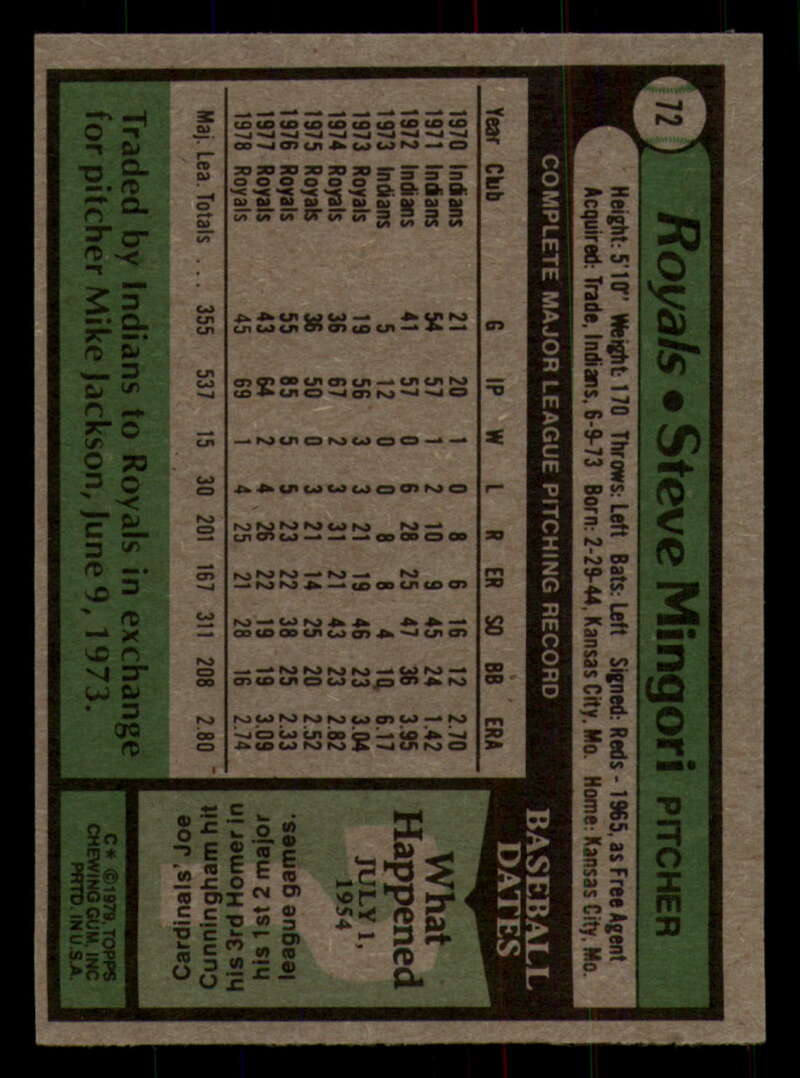 72
Royals • Steve Mingori PITCHER
Height: 5'10" Weight: 170 Throws: Left Bats: Left Signed: Reds - 1965, as Free Agent
Acquired: Trade, Indians, 6-9-73 Born: 2-29-44, Kansas City, Mo. Home: Kansas City, Mo.
COMPLETE MAJOR LEAGUE PITCHING RECORD
Year Club G IP W L R ER SO BB ERA
1970 Indians 21 20 1 0 8 6 16 12 2.70
1971 Indians 54 57 1 2 10 9 45 24 1.42
1972 Indians 41 57 0 6 28 25 47 36 3.95
1973 Indians 5 12 0 0 8 8 4 10 6.17
1973 Royals 19 56 3 3 21 19 46 23 3.04
1974 Royals 36 67 2 3 31 21 43 23 2.82
1975 Royals 36 50 0 3 21 14 25 20 2.52
1976 Royals 55 85 5 5 23 22 38 25 2.33
1977 Royals 43 64 2 4 26 22 19 19 3.09
1978 Royals 45 69 1 4 25 21 28 16 2.74
Maj. Lea. Totals . . . 355 537 15 30 201 167 311 208 2.80
Traded by Indians to Royals in exchange
for pitcher Mike Jackson, June 9, 1973.
BASEBALL
DATES
What
Happened
JULY 1,
1954
Cardinals' Joe
Cunningham hit
his 3rd Homer in
his 1st 2 major
league games.
C* ©1979, TOPPS
CHEWING GUM, INC
PRTD. IN U.S.A.